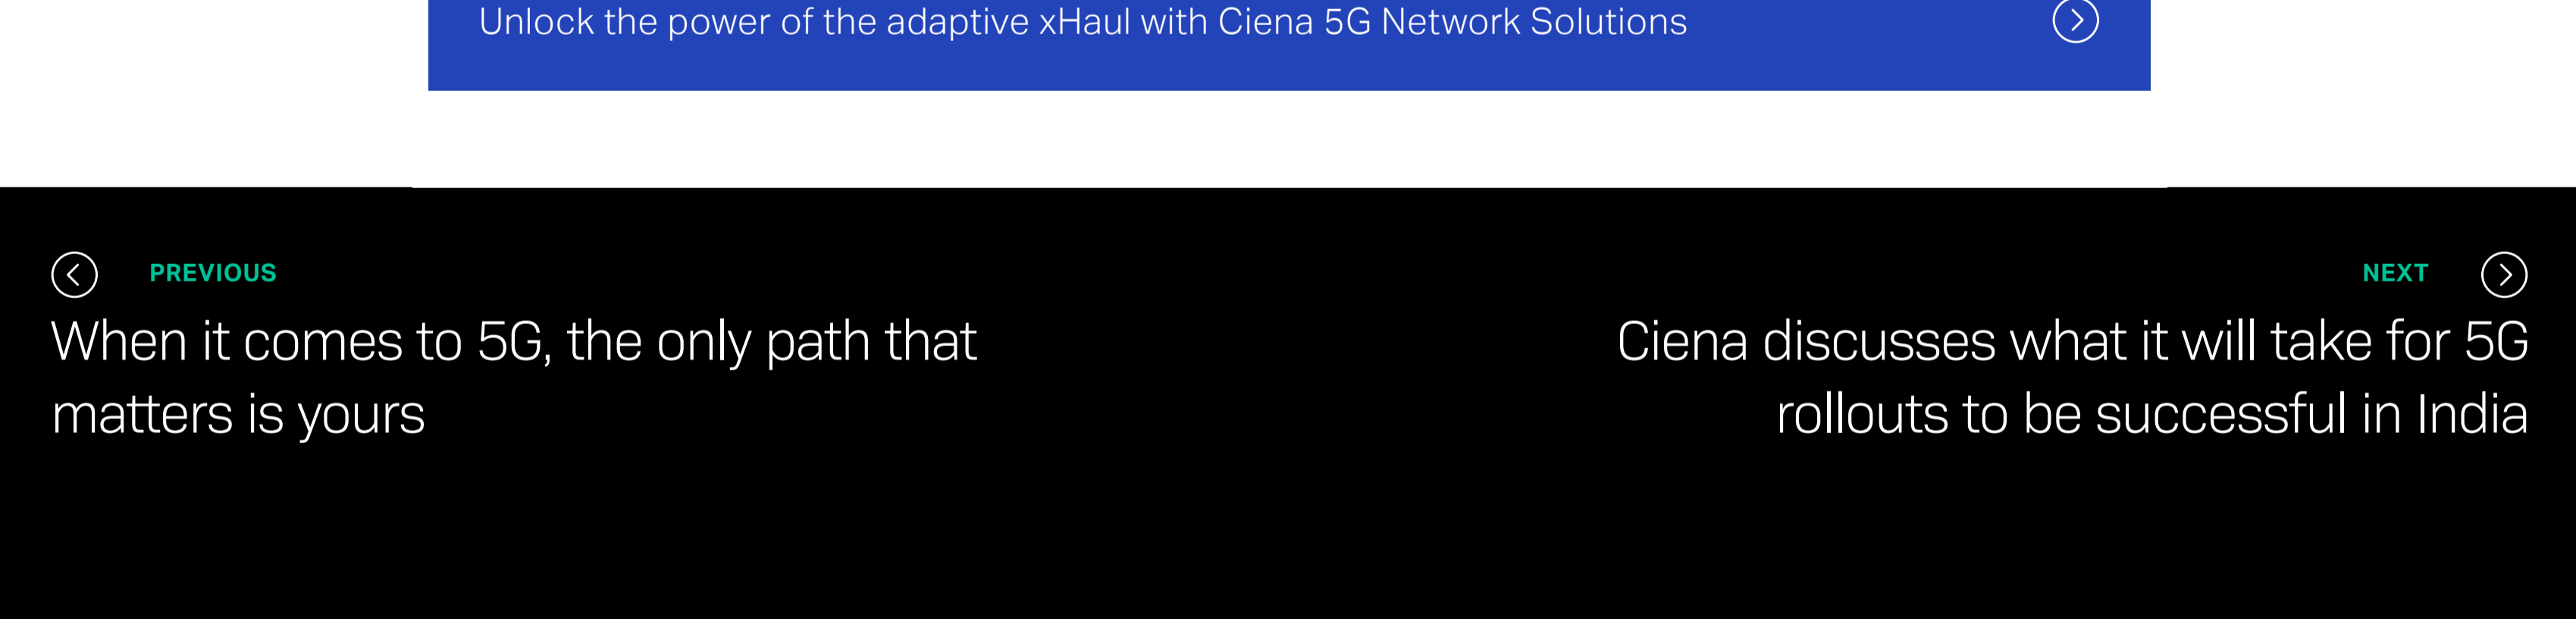 Unlock the power of the adaptive xHaul with Ciena 5G Network Solutions
PREVIOUS
When it comes to 5G, the only path that
matters is yours
NEXT
Ciena discusses what it will take for 5G
rollouts to be successful in India